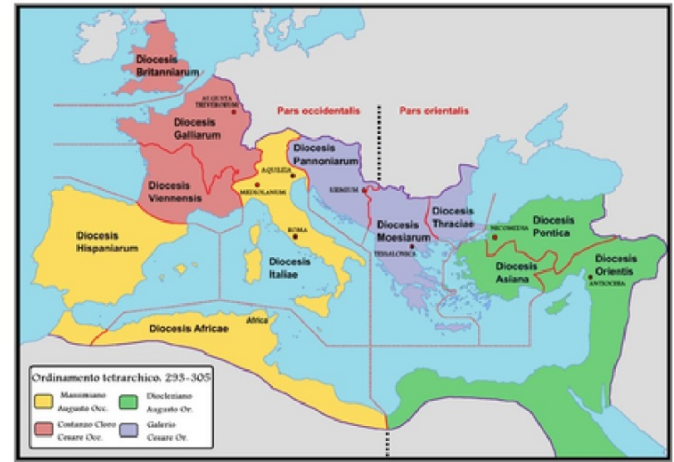 Diocesis
Britanniarum
AUGUSTA
TREVERORUM
Pars occidentalis
Pars orientalis
Diocesis
Galliarum
Diocesis
Pannoniarum
AQUILEIA
Diocesis
Viennensis
MEDIOLANUM
SIRMIUM
Diocesis
Thraciae
Diocesis
Pontica
NICOMEDIA
Diocesis
Moesiarum
THESSALONICA
Diocesis
Hispaniarum
ROMA
Diocesis
Italiae
Diocesis
Asiana
Diocesis
Orientis
ANTIOCHIA
Diocesis Africae
Africa
Ordinamento tetrarchico. 293-305
Massimiano
Augusto Occ.
Diocleziano
Augusto Or.
Costanzo Cloro
Cesare Occ.
Galerio
Cesare Or.